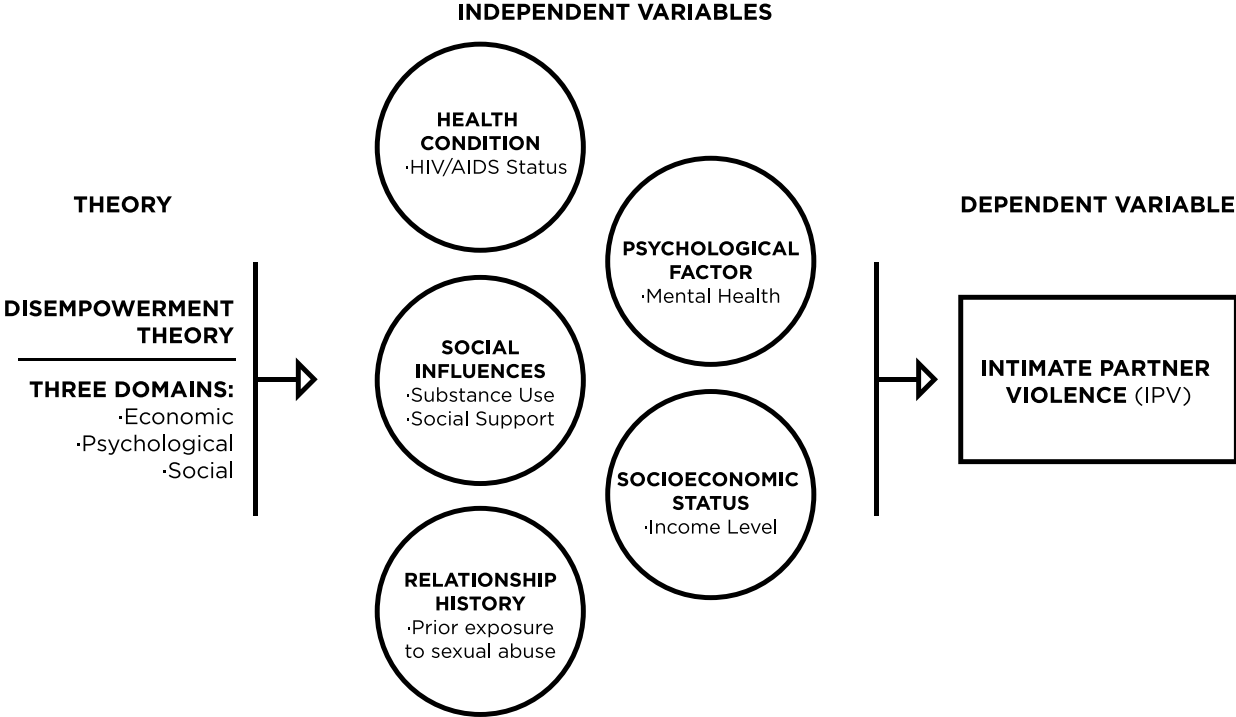 INDEPENDENT VARIABLES
THEORY
DISEMPOWERMENT
THEORY
THREE DOMAINS:
·Economic
·Psychological
·Social
HEALTH
CONDITION
·HIV/AIDS Status
SOCIAL
INFLUENCES
·Substance Use
·Social Support
RELATIONSHIP
HISTORY
·Prior exposure
to sexual abuse
PSYCHOLOGICAL
FACTOR
·Mental Health
SOCIOECONOMIC
STATUS
·Income Level
DEPENDENT VARIABLE
INTIMATE PARTNER
VIOLENCE (IPV)